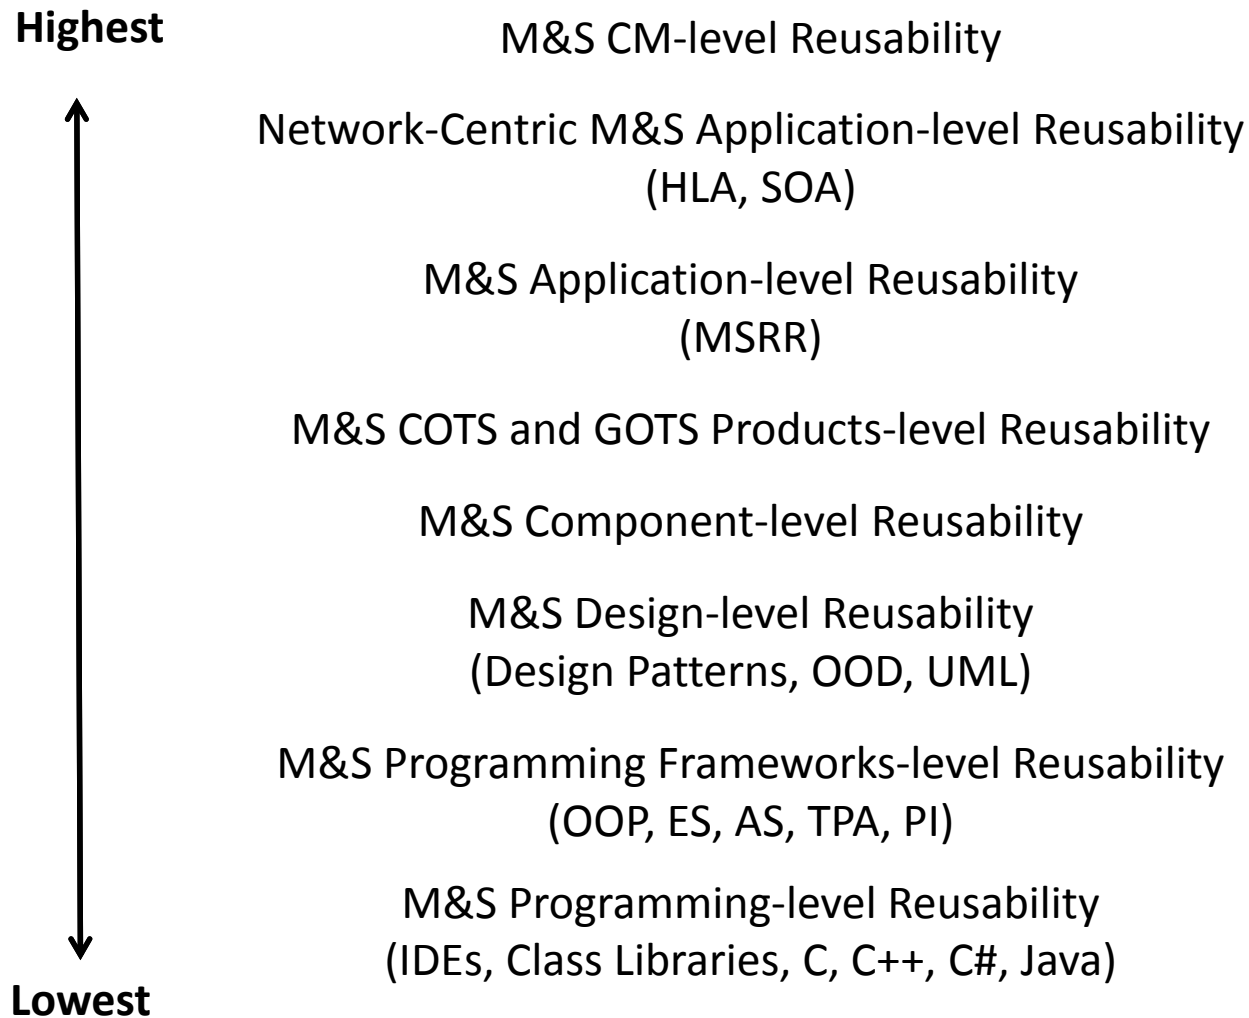 Highest
M&S CM-level Reusability
Network-Centric M&S Application-level Reusability
(HLA, SOA)
M&S Application-level Reusability
(MSRR)
M&S COTS and GOTS Products-level Reusability
M&S Component-level Reusability
M&S Design-level Reusability
(Design Patterns, OOD, UML)
M&S Programming Frameworks-level Reusability
(OOP, ES, AS, TPA, PI)
M&S Programming-level Reusability
(IDEs, Class Libraries, C, C++, C#, Java)
Lowest